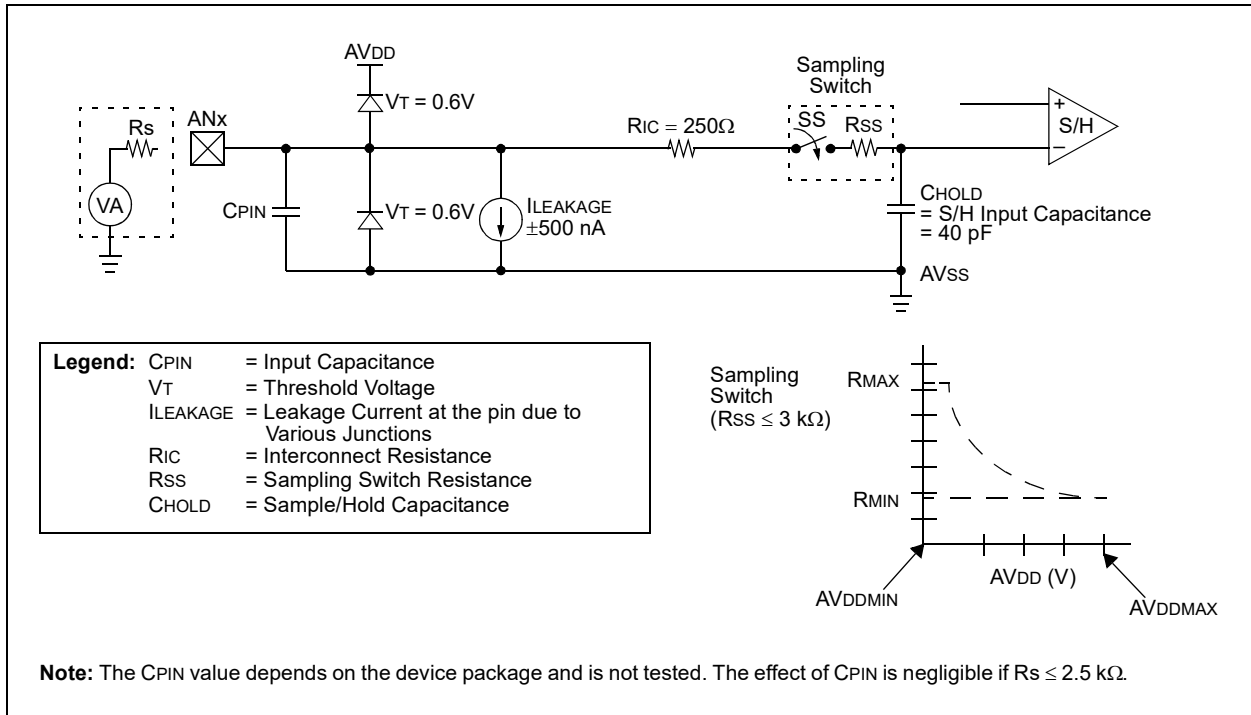 AVDD
Sampling
Switch
VT = 0.6V
Rs
ANx
RIC = 250Ω
SS
RSS
+
S/H
–
VA
CPIN
VT = 0.6V
ILEAKAGE
±500 nA
CHOLD
= S/H Input Capacitance
= 40 pF
AVSS
Legend: CPIN = Input Capacitance
VT = Threshold Voltage
ILEAKAGE = Leakage Current at the pin due to
Various Junctions
RIC = Interconnect Resistance
RSS = Sampling Switch Resistance
CHOLD = Sample/Hold Capacitance
Sampling
Switch
(RSS ≤ 3 kΩ)
RMAX
RMIN
AVDDMIN
AVDD (V)
AVDDMAX
Note: The CPIN value depends on the device package and is not tested. The effect of CPIN is negligible if Rs ≤ 2.5 kΩ.